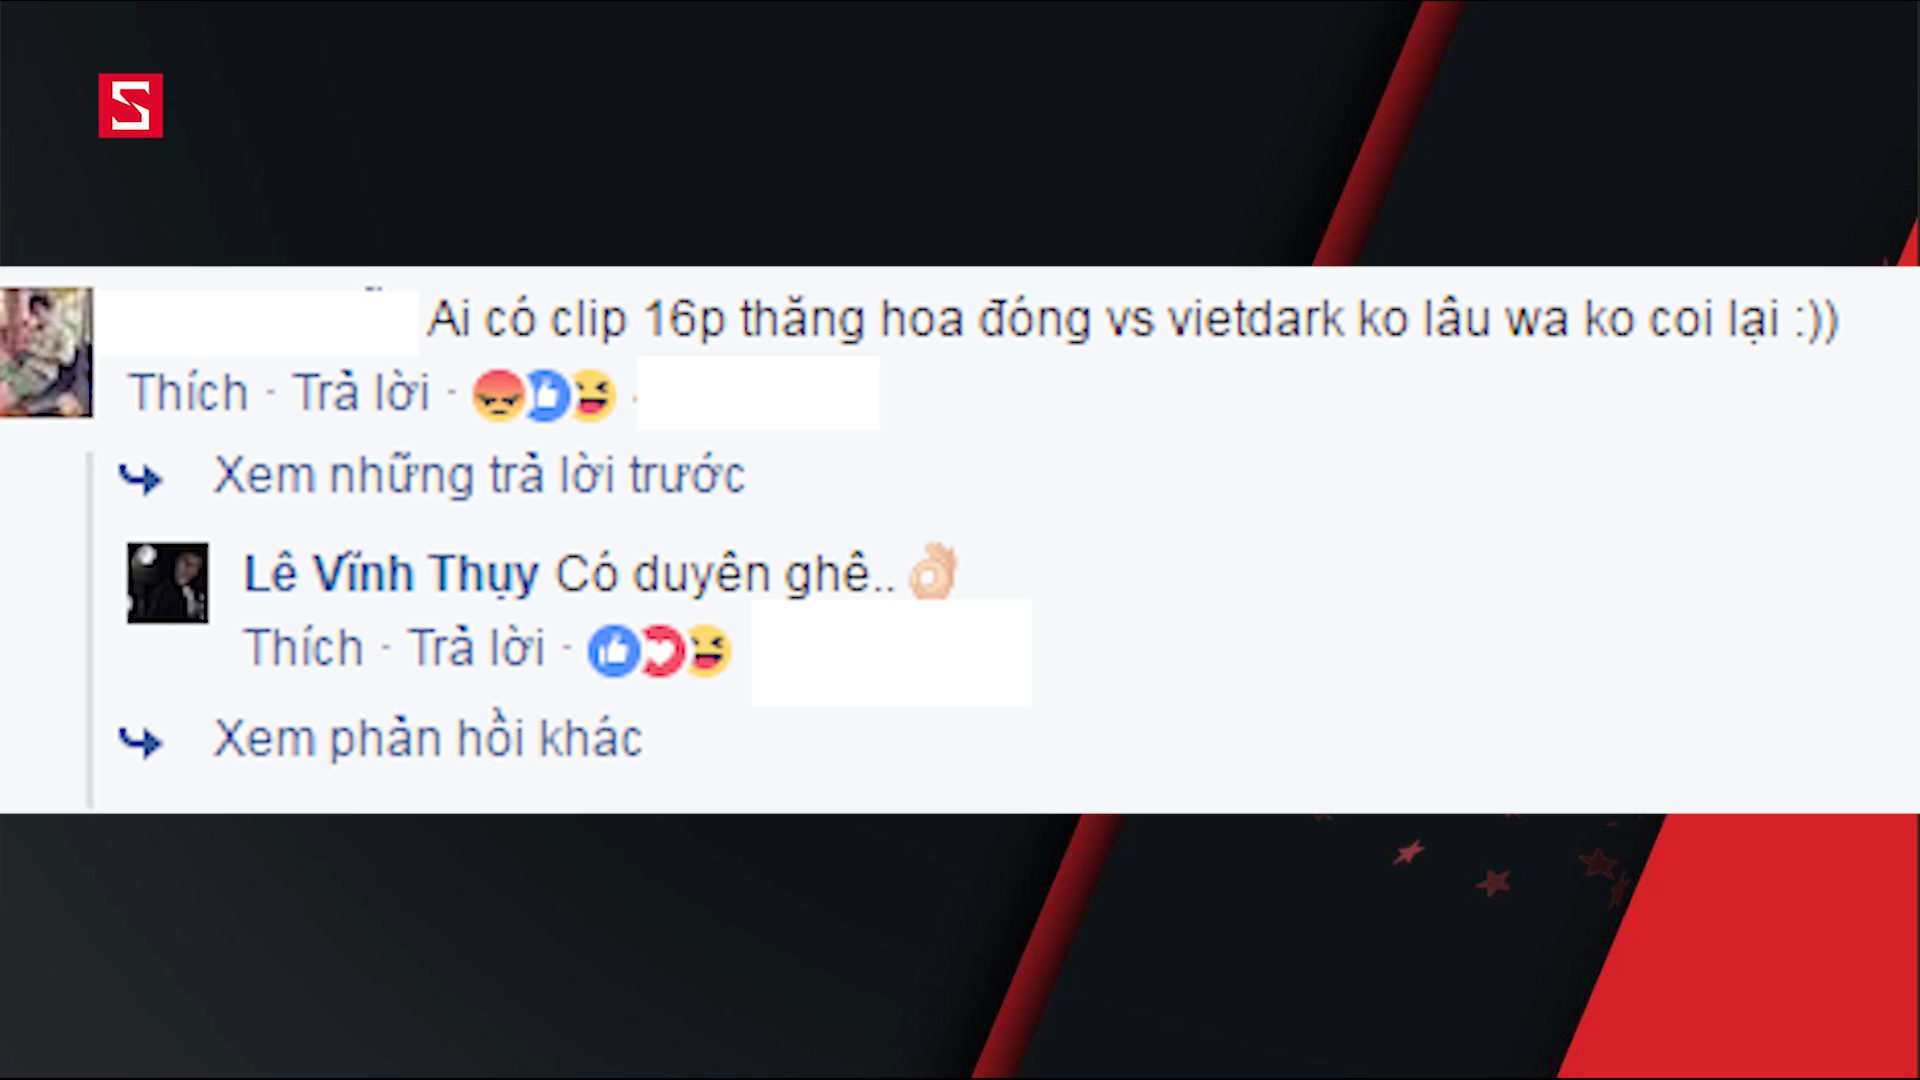 S
Ai có clip 16p thăng hoa đóng vs vietdark ko lâu wa ko coi lại :))
Thích · Trả lời ·
Xem những trả lời trước
Lê Vĩnh Thụy Có duyên ghê.. 👌
Thích · Trả lời ·
Xem phản hồi khác